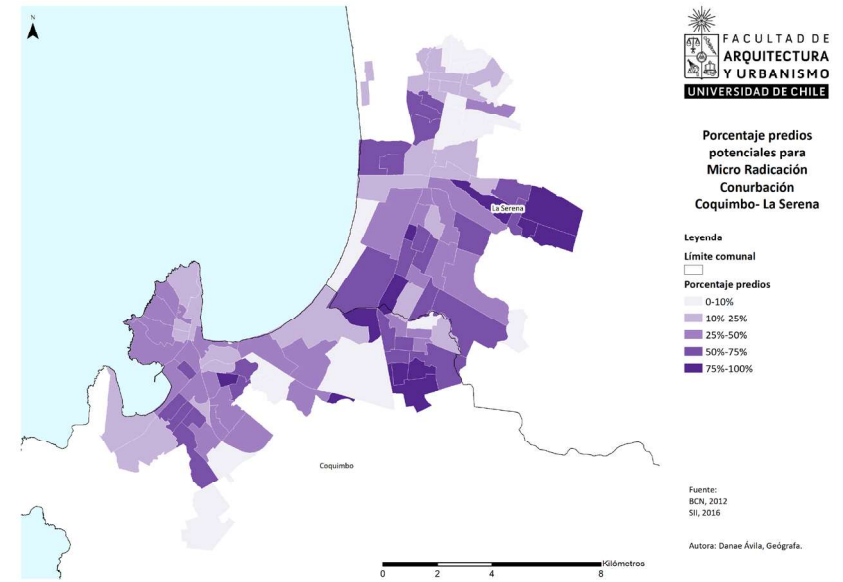 N
FACULTAD DE
ARQUITECTURA
Y URBANISMO
UNIVERSIDAD DE CHILE
Porcentaje predios
potenciales para
Micro Radicación
Conurbación
Coquimbo- La Serena
Leyenda
Límite comunal
Porcentaje predios
0-10%
10% 25%
25%-50%
50%-75%
75%-100%
La Serena
Coquimbo
Fuente:
BCN, 2012
SII, 2016
Autora: Danae Ávila, Geógrafa.
Kilómetros
0 2 4 8